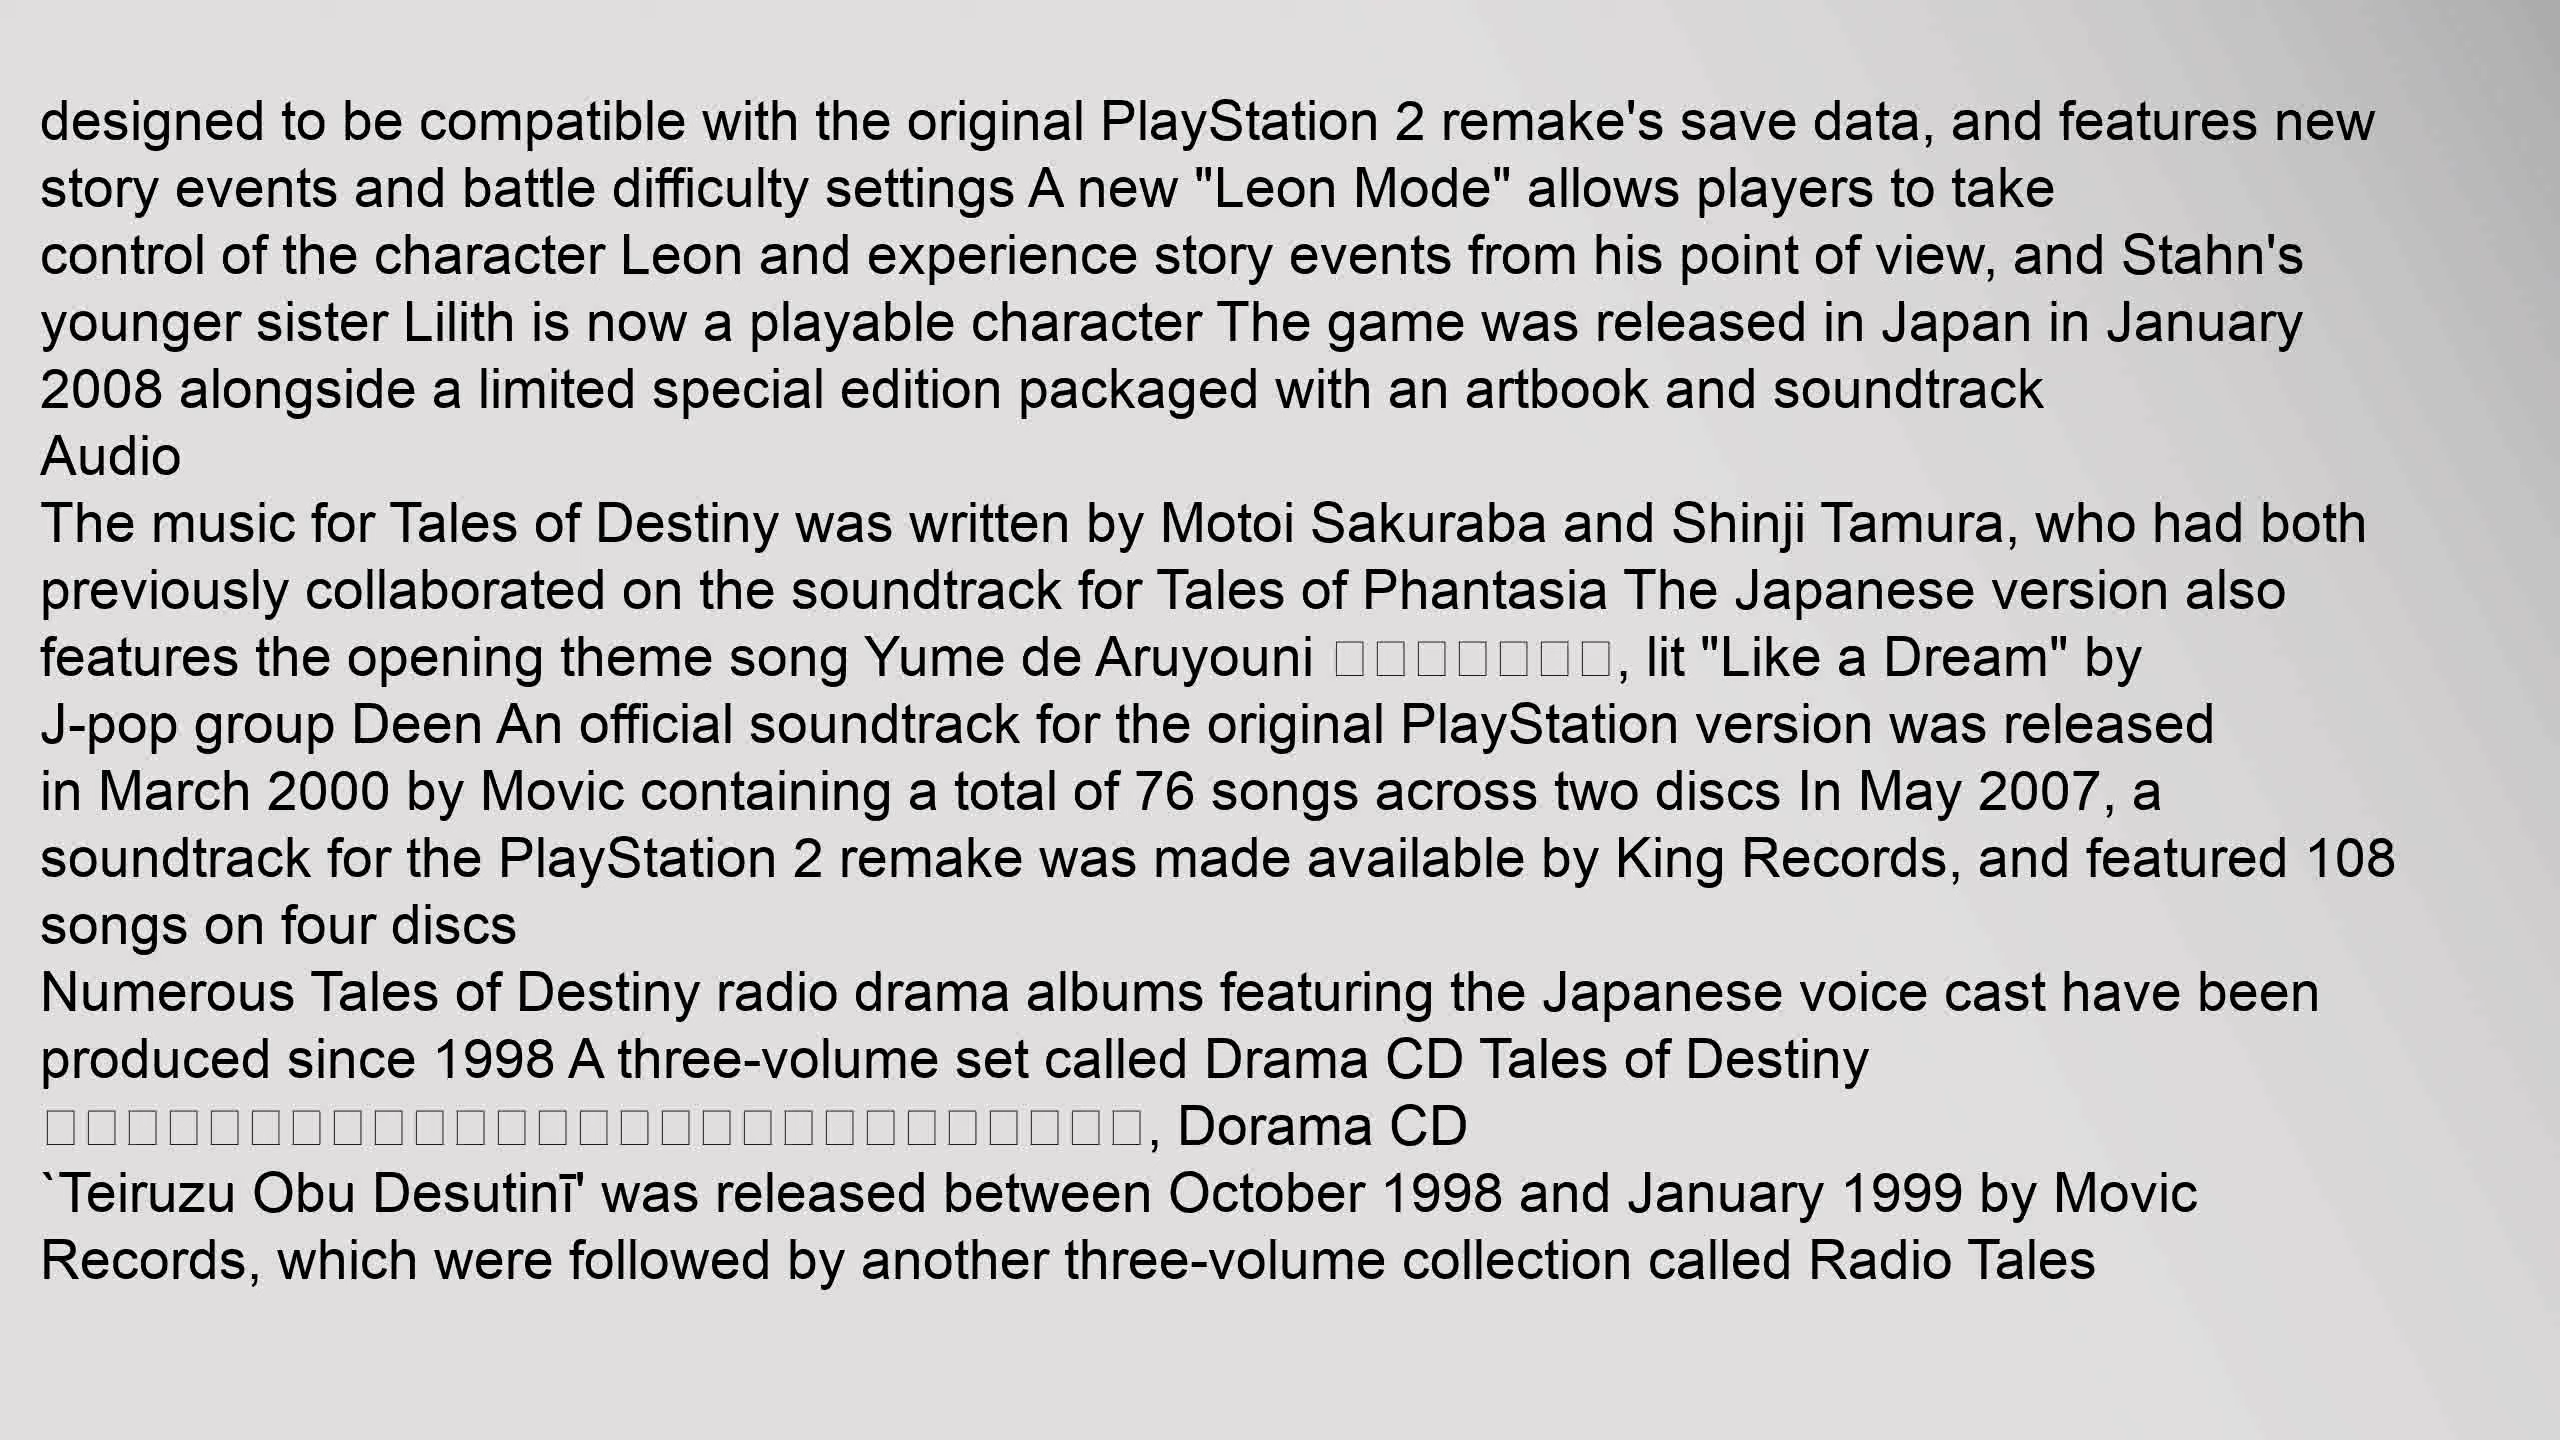 designed to be compatible with the original PlayStation 2 remake's save data, and features new
story events and battle difficulty settings A new "Leon Mode" allows players to take
control of the character Leon and experience story events from his point of view, and Stahn's
younger sister Lilith is now a playable character The game was released in Japan in January
2008 alongside a limited special edition packaged with an artbook and soundtrack
Audio
The music for Tales of Destiny was written by Motoi Sakuraba and Shinji Tamura, who had both
previously collaborated on the soundtrack for Tales of Phantasia The Japanese version also
features the opening theme song Yume de Aruyouni □□□□□□□, lit "Like a Dream" by
J-pop group Deen An official soundtrack for the original PlayStation version was released
in March 2000 by Movic containing a total of 76 songs across two discs In May 2007, a
soundtrack for the PlayStation 2 remake was made available by King Records, and featured 108
songs on four discs
Numerous Tales of Destiny radio drama albums featuring the Japanese voice cast have been
produced since 1998 A three-volume set called Drama CD Tales of Destiny
□□□□□□□□□□□□□□□□□□□□□□□□□□□, Dorama CD
`Teiruzu Obu Desutinī' was released between October 1998 and January 1999 by Movic
Records, which were followed by another three-volume collection called Radio Tales